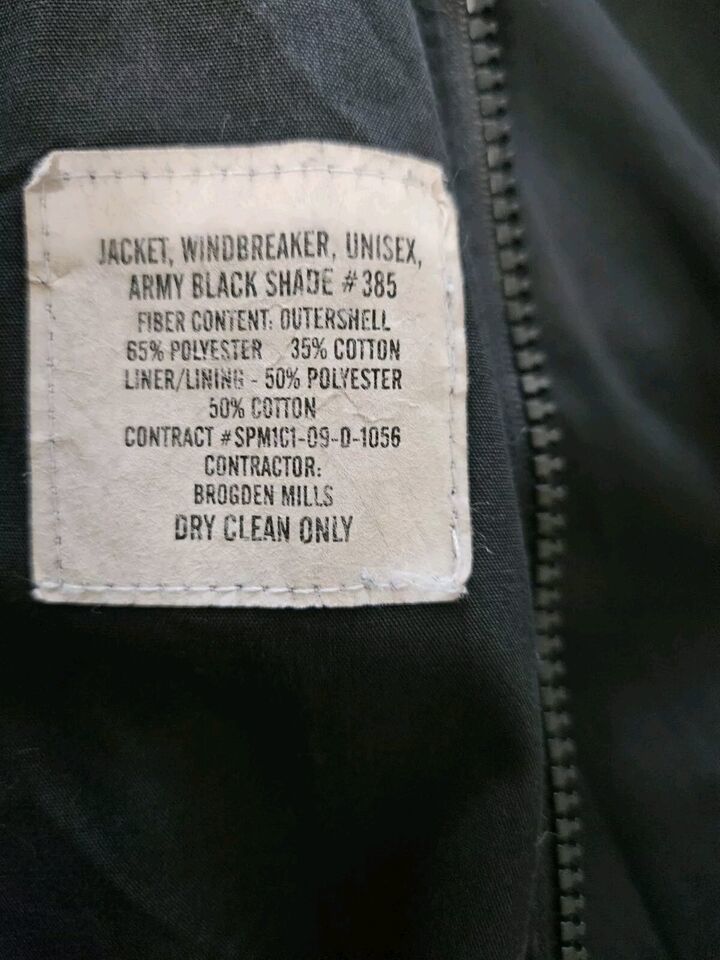 JACKET, WINDBREAKER, UNISEX,
ARMY BLACK SHADE #385
FIBER CONTENT: OUTERSHELL
65% POLYESTER 35% COTTON
LINER/LINING - 50% POLYESTER
50% COTTON
CONTRACT #SPM1C1-09-D-1056
CONTRACTOR:
BROGDEN MILLS
DRY CLEAN ONLY